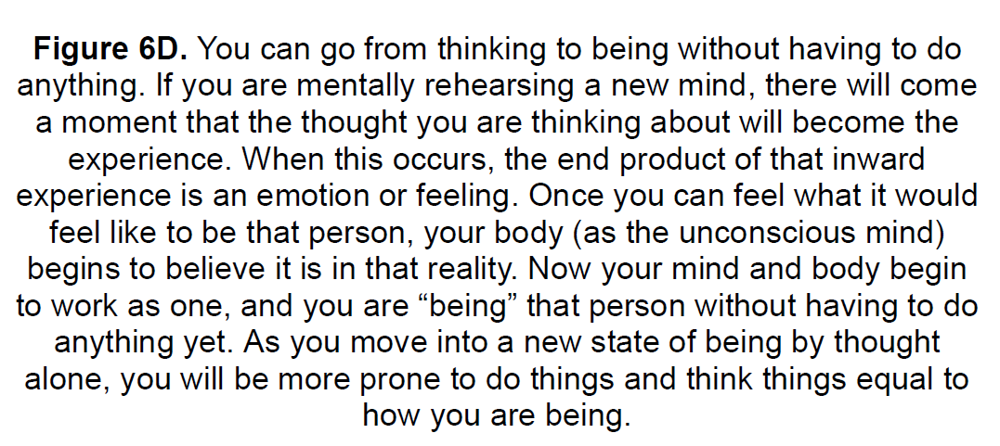 Figure 6D. You can go from thinking to being without having to do
anything. If you are mentally rehearsing a new mind, there will come
a moment that the thought you are thinking about will become the
experience. When this occurs, the end product of that inward
experience is an emotion or feeling. Once you can feel what it would
feel like to be that person, your body (as the unconscious mind)
begins to believe it is in that reality. Now your mind and body begin
to work as one, and you are “being” that person without having to do
anything yet. As you move into a new state of being by thought
alone, you will be more prone to do things and think things equal to
how you are being.